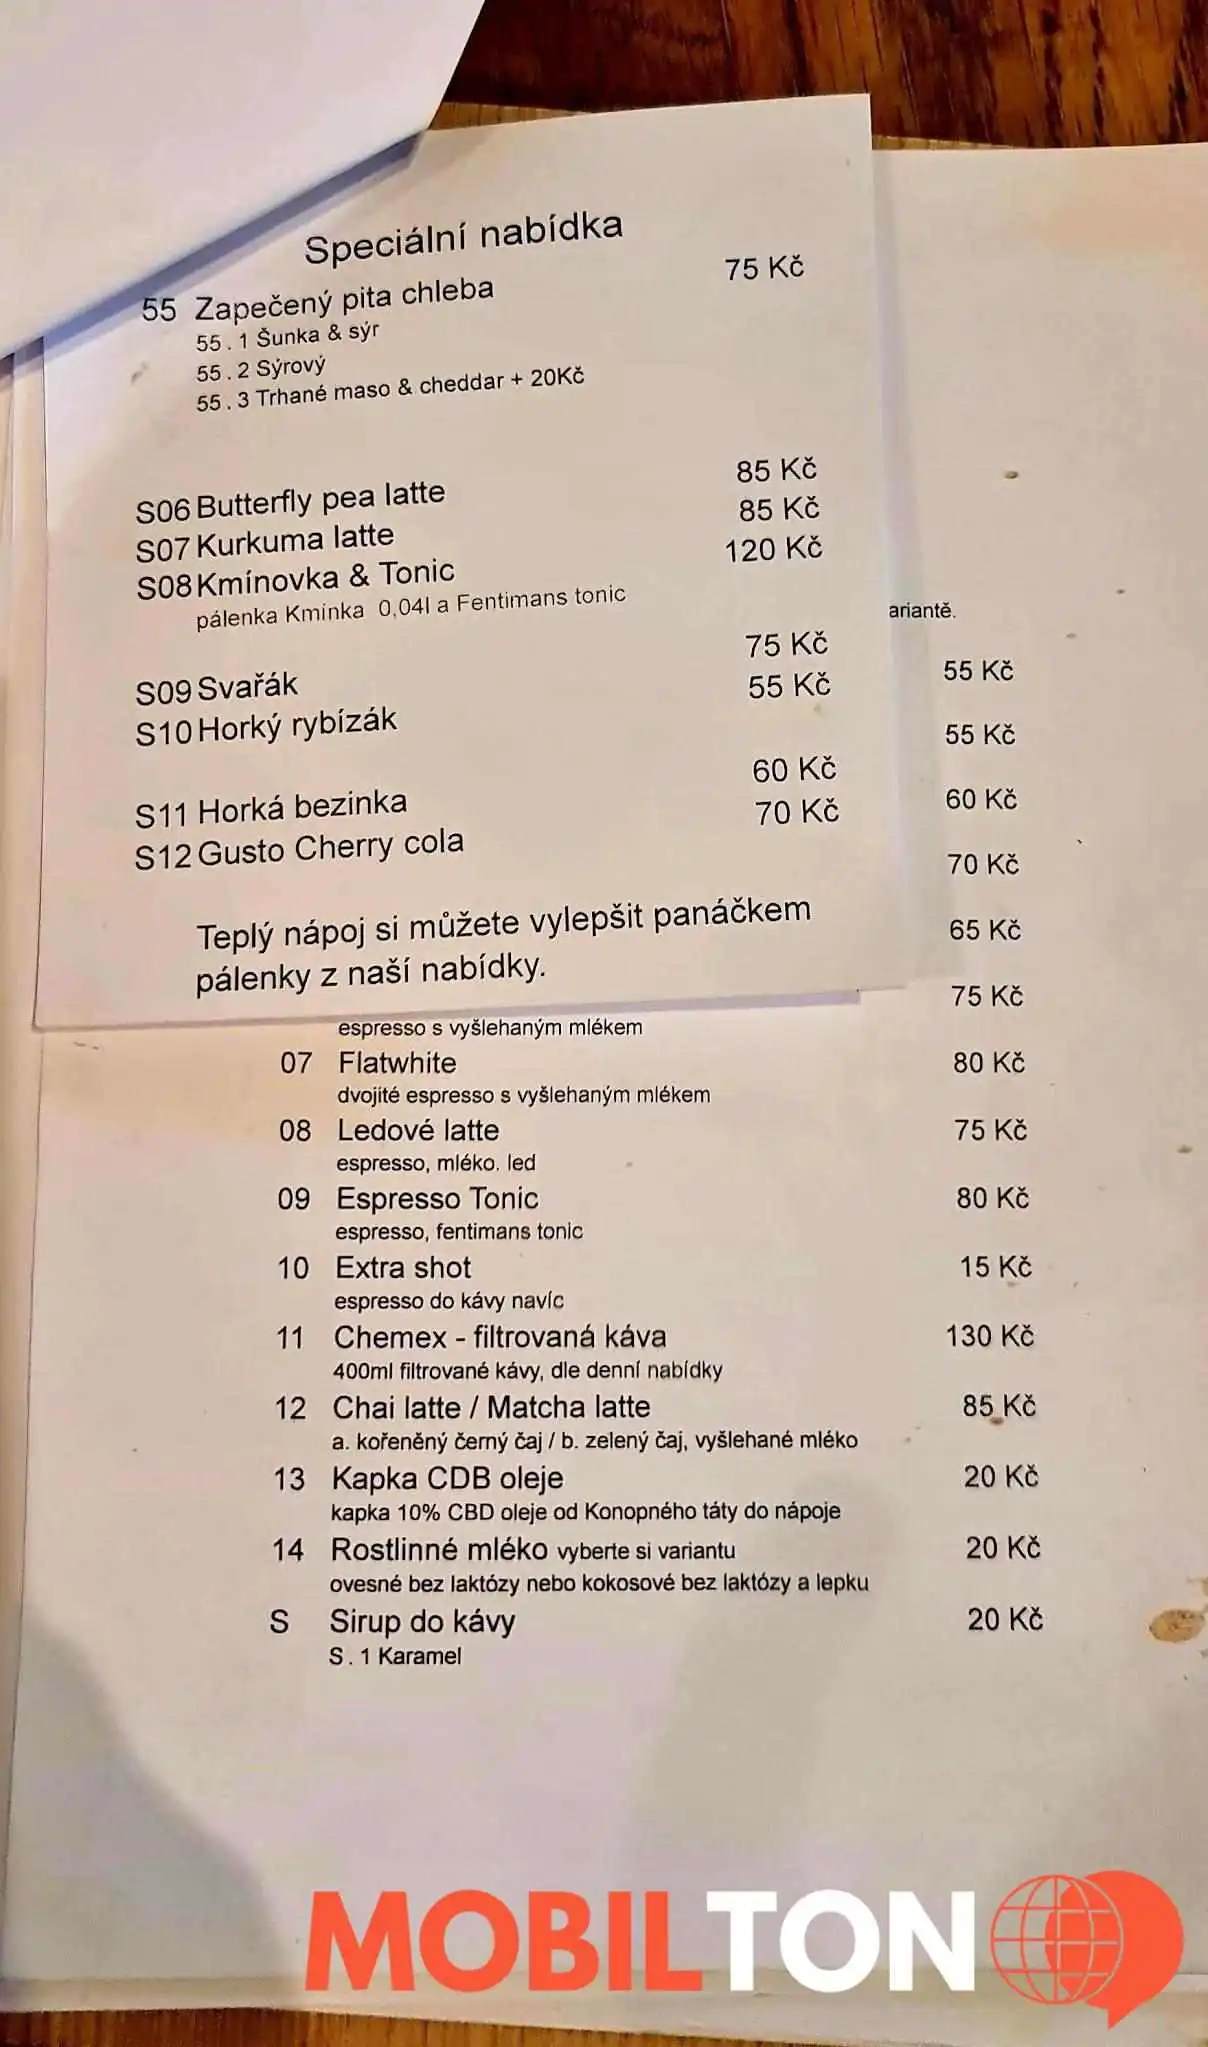 Speciální nabídka
55 Zapečený pita chleba 75 Kč
55 . 1 Šunka & sýr
55 . 2 Sýrový
55 . 3 Trhané maso & cheddar + 20Kč
S06 Butterfly pea latte 85 Kč
S07 Kurkuma latte 85 Kč
S08 Kmínovka & Tonic 120 Kč
pálenka Kmínka 0,04l a Fentimans tonic
S09 Svařák 75 Kč
S10 Horký rybízák 55 Kč
S11 Horká bezinka 60 Kč
S12 Gusto Cherry cola 70 Kč
Teplý nápoj si můžete vylepšit panáčkem
pálenky z naší nabídky.
ariantě.
55 Kč
55 Kč
60 Kč
70 Kč
65 Kč
75 Kč
espresso s vyšlehaným mlékem
07 Flatwhite 80 Kč
dvojité espresso s vyšlehaným mlékem
08 Ledové latte 75 Kč
espresso, mléko. led
09 Espresso Tonic 80 Kč
espresso, fentimans tonic
10 Extra shot 15 Kč
espresso do kávy navíc
11 Chemex - filtrovaná káva 130 Kč
400ml filtrované kávy, dle denní nabídky
12 Chai latte / Matcha latte 85 Kč
a. kořeněný černý čaj / b. zelený čaj, vyšlehané mléko
13 Kapka CDB oleje 20 Kč
kapka 10% CBD oleje od Konopného táty do nápoje
14 Rostlinné mléko vyberte si variantu 20 Kč
ovesné bez laktózy nebo kokosové bez laktózy a lepku
S Sirup do kávy 20 Kč
S . 1 Karamel
MOBILTON